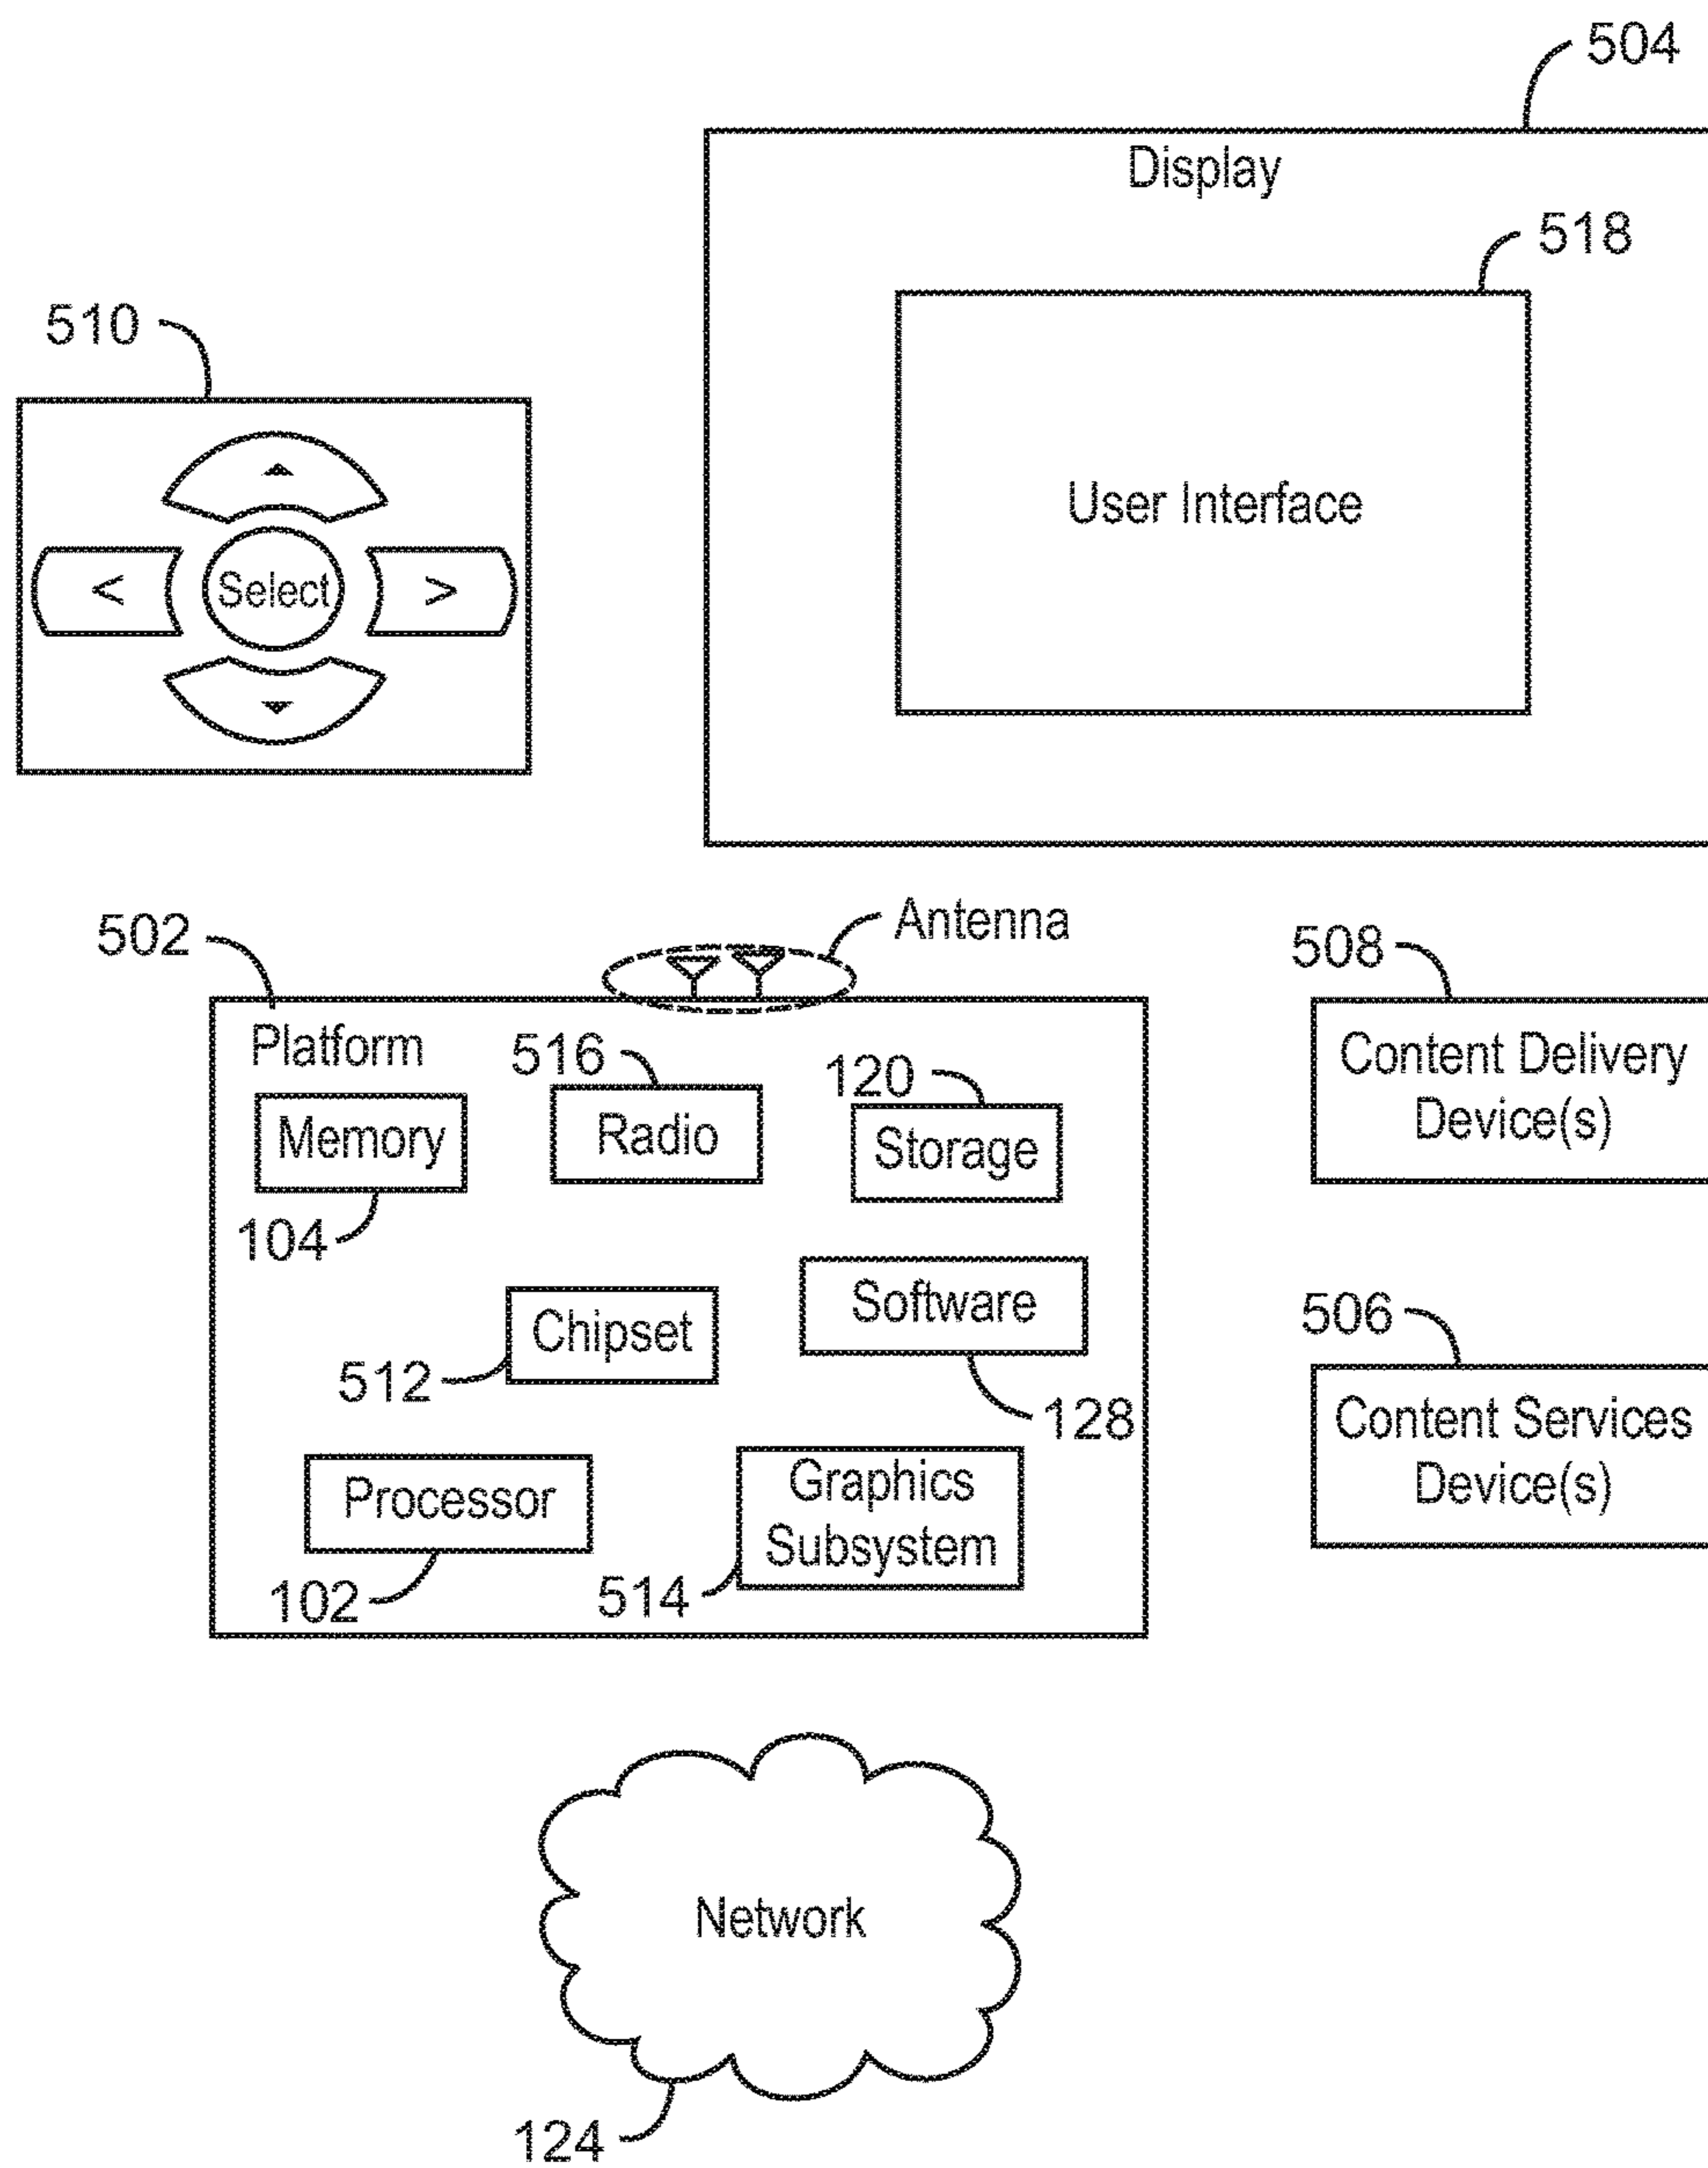 504
Display
518
User Interface
510
^
< Select >
502
Antenna
508
Platform
516
120
Content Delivery
Device(s)
Memory
Radio
Storage
104
Chipset
Software
506
512
128
Content Services
Device(s)
Processor
Graphics
Subsystem
102
514
Network
124